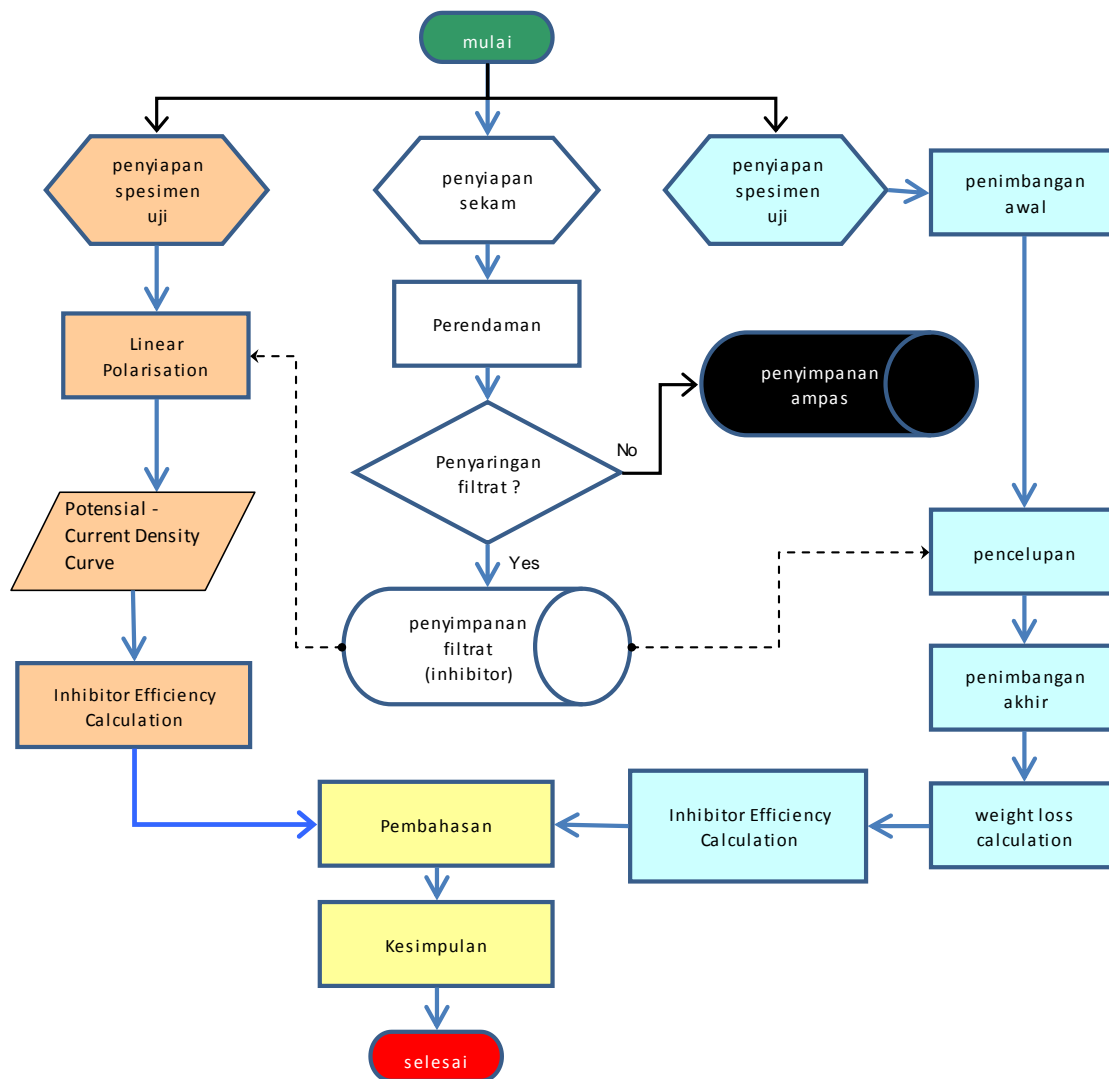 mulai
penyiapan
spesimen
uji
penyiapan
sekam
penyiapan
spesimen
uji
penimbangan
awal
Linear
Polarisation
Perendaman
penyimpanan
ampas
No
Penyaringan
filtrat ?
Yes
Potensial -
Current Density
Curve
pencelupan
penyimpanan
filtrat
(inhibitor)
Inhibitor Efficiency
Calculation
penimbangan
akhir
Pembahasan
Inhibitor Efficiency
Calculation
weight loss
calculation
Kesimpulan
selesai